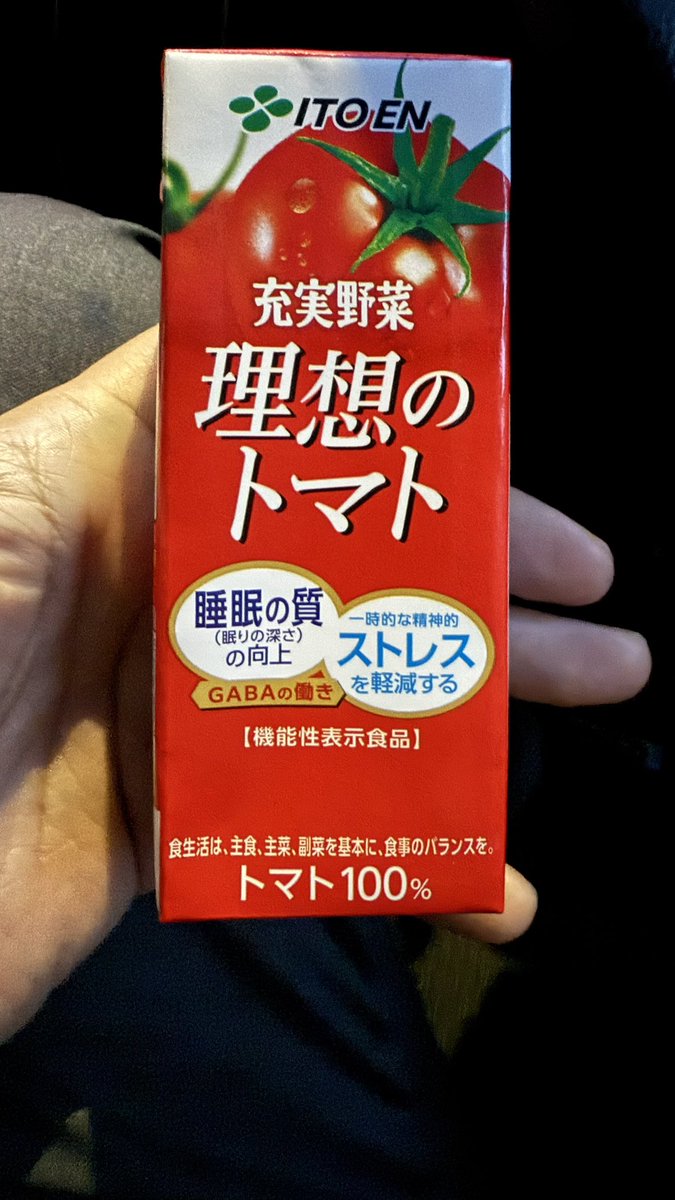 ITO EN
充実野菜
理想の
トマト
睡眠の質
(眠りの深さ)
の向上
GABAの働き
一時的な精神的
ストレス
を軽減する
【機能性表示食品】
食生活は、主食、主菜、副菜を基本に、食事のバランスを。
トマト100%